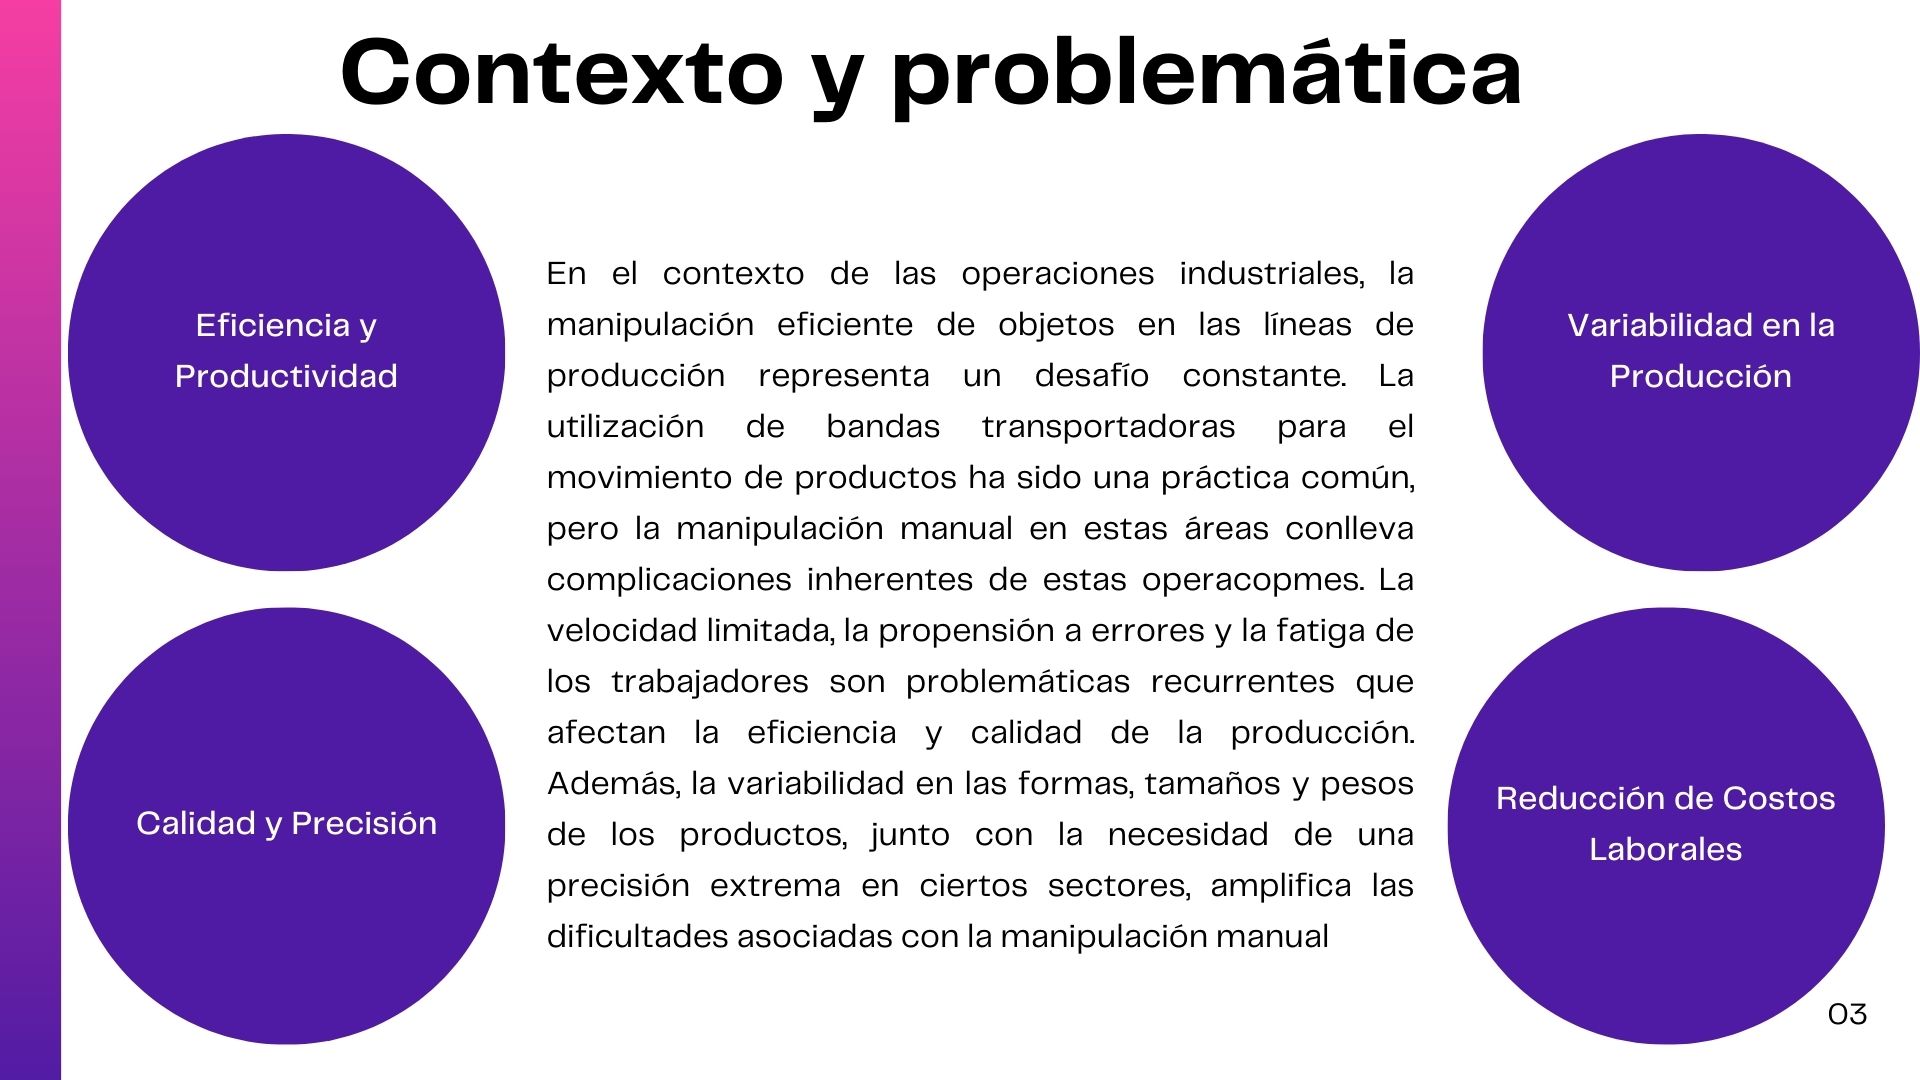 Contexto y problemática
Eficiencia y
Productividad
Calidad y Precisión
En el contexto de las operaciones industriales, la
manipulación eficiente de objetos en las líneas de
producción representa un desafío constante. La
utilización de bandas transportadoras para el
movimiento de productos ha sido una práctica común,
pero la manipulación manual en estas áreas conlleva
complicaciones inherentes de estas operacopmes. La
velocidad limitada, la propensión a errores y la fatiga de
los trabajadores son problemáticas recurrentes que
afectan la eficiencia y calidad de la producción.
Además, la variabilidad en las formas, tamaños y pesos
de los productos, junto con la necesidad de una
precisión extrema en ciertos sectores, amplifica las
dificultades asociadas con la manipulación manual
Variabilidad en la
Producción
Reducción de Costos
Laborales
03